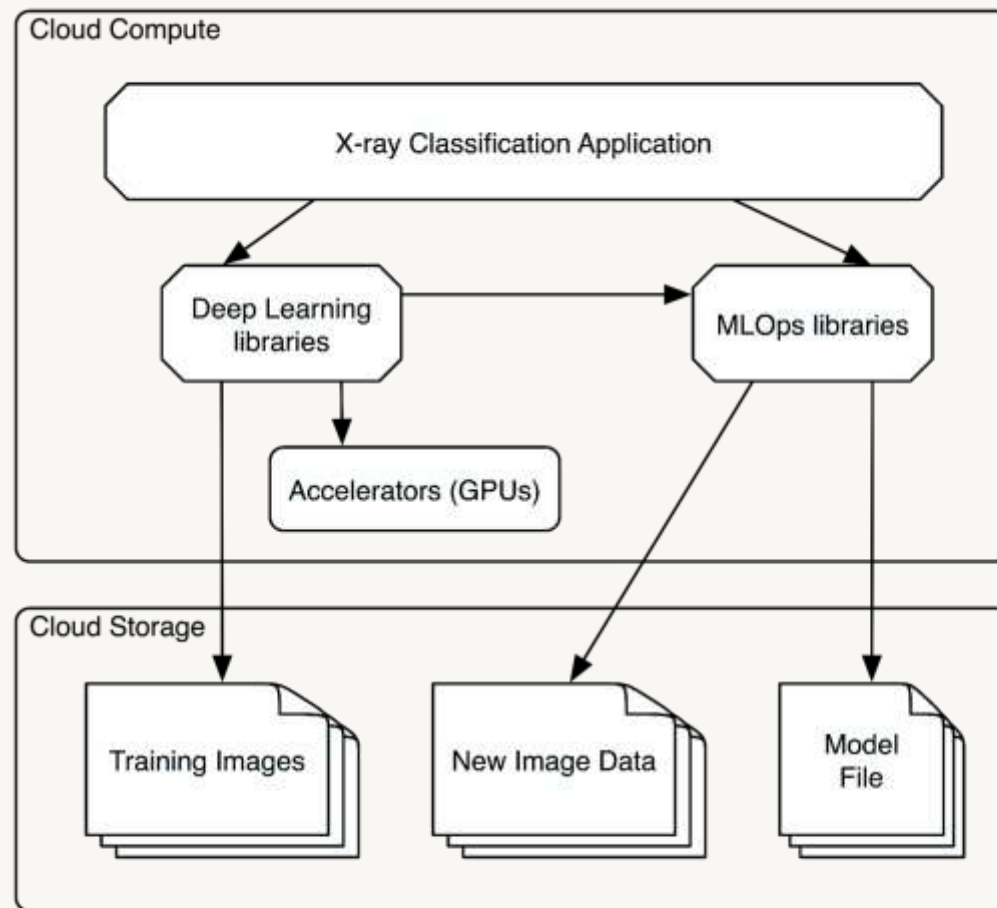 Cloud Compute
X-ray Classification Application
Deep Learning
libraries
MLOps libraries
Accelerators (GPUs)
Cloud Storage
Training Images
New Image Data
Model
File